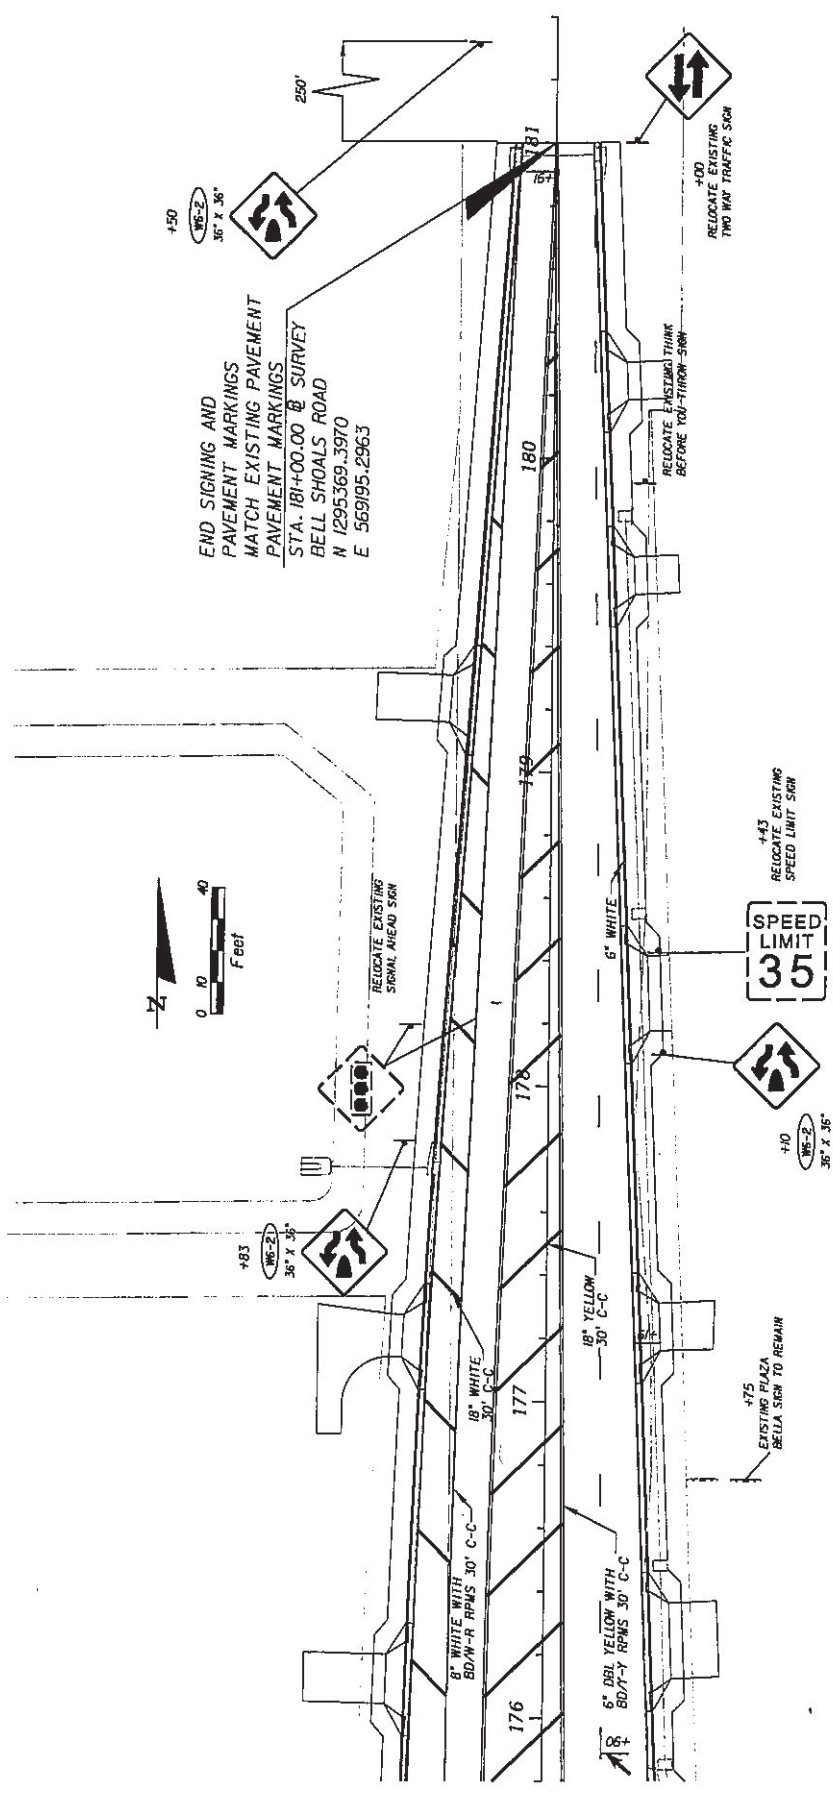 250'
+50
W6-2
36" X 36"
+00
RELOCATE EXISTING
TWO WAY TRAFFIC SIGN
181
END SIGNING AND
PAVEMENT MARKINGS
MATCH EXISTING PAVEMENT
PAVEMENT MARKINGS
STA. 181+00.00 ℄ SURVEY
BELL SHOALS ROAD
N 1295369.3970
E 569195.2963
RELOCATE EXISTING THINK
BEFORE YOU THROW SIGN
180
179
+43
RELOCATE EXISTING
SPEED LIMIT SIGN
SPEED
LIMIT
35
6" WHITE
N
0 10 40
Feet
RELOCATE EXISTING
SIGNAL AHEAD SIGN
178
+10
W6-2
36" X 36"
+83
W6-2
36" X 36"
18" YELLOW
30' C-C
18" WHITE
30' C-C
177
+75
EXISTING PLAZA
BELLA SIGN TO REMAIN
8" WHITE WITH
BD/W-R RPMS 30' C-C
6" DBL YELLOW WITH
BD/Y-Y RPMS 30' C-C
176
+90